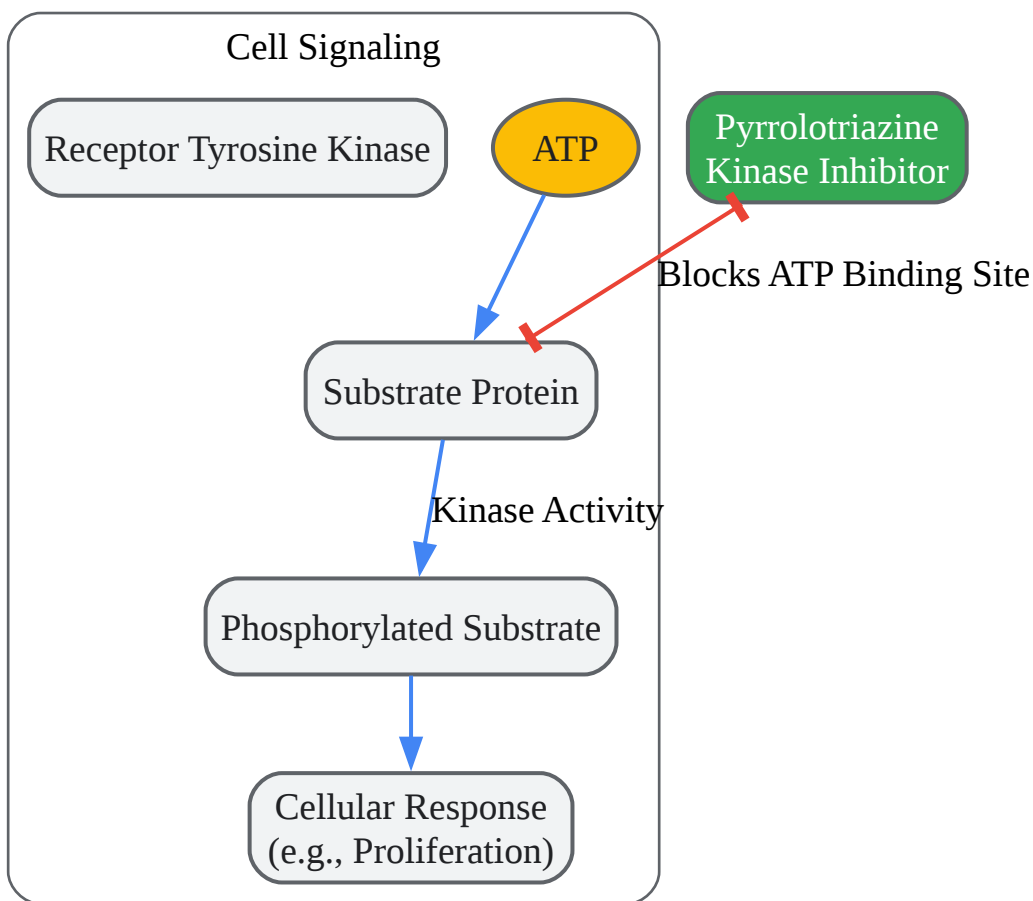 Cell Signaling
Receptor Tyrosine Kinase
ATP
Pyrrolotriazine
Kinase Inhibitor
Blocks ATP Binding Site
Substrate Protein
Kinase Activity
Phosphorylated Substrate
Cellular Response
(e.g., Proliferation)